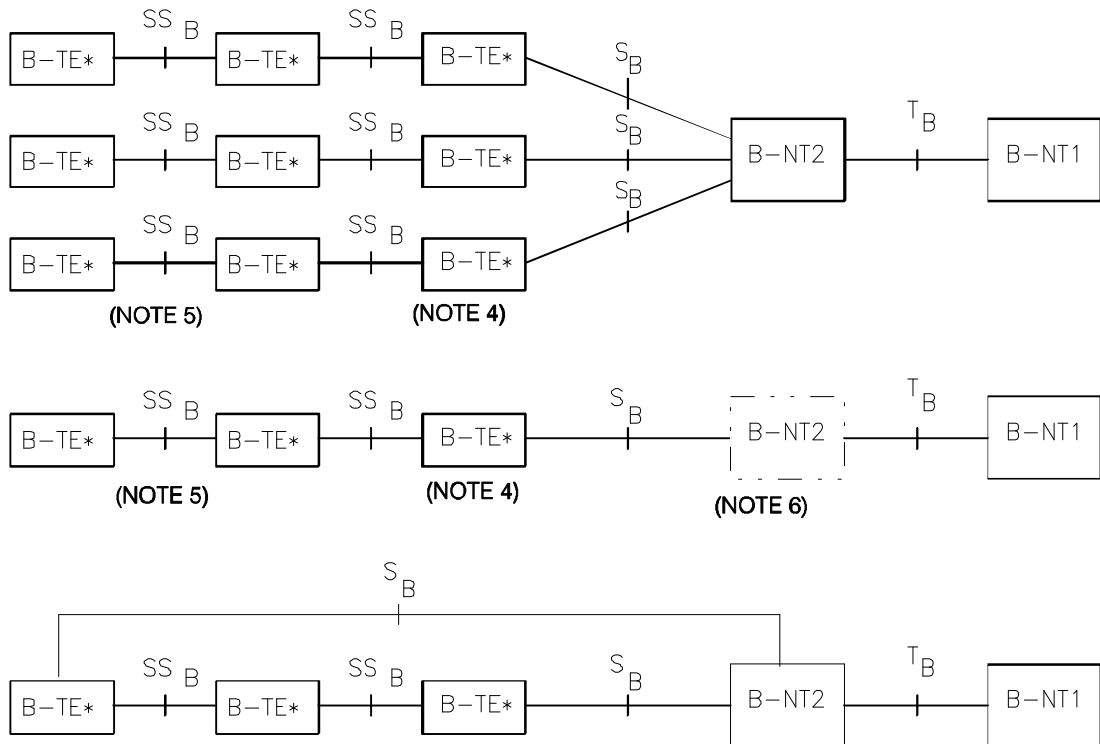 SS B SS B
B-TE* B-TE* B-TE* S B
SS B SS B S B T B
B-TE* B-TE* B-TE* B-NT2 B-NT1
SS B SS B S B
B-TE* B-TE* B-TE*
(NOTE 5) (NOTE 4)
SS B SS B S B T B
B-TE* B-TE* B-TE* B-NT2 B-NT1
(NOTE 5) (NOTE 4) (NOTE 6)
S B
SS B SS B S B T B
B-TE* B-TE* B-TE* B-NT2 B-NT1